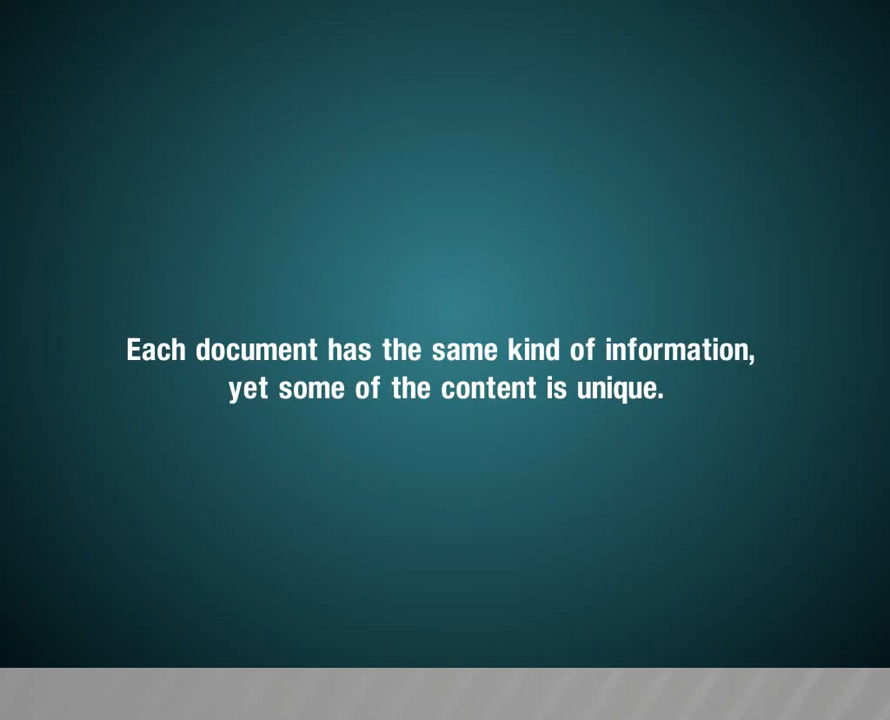 Each document has the same kind of information,
yet some of the content is unique.